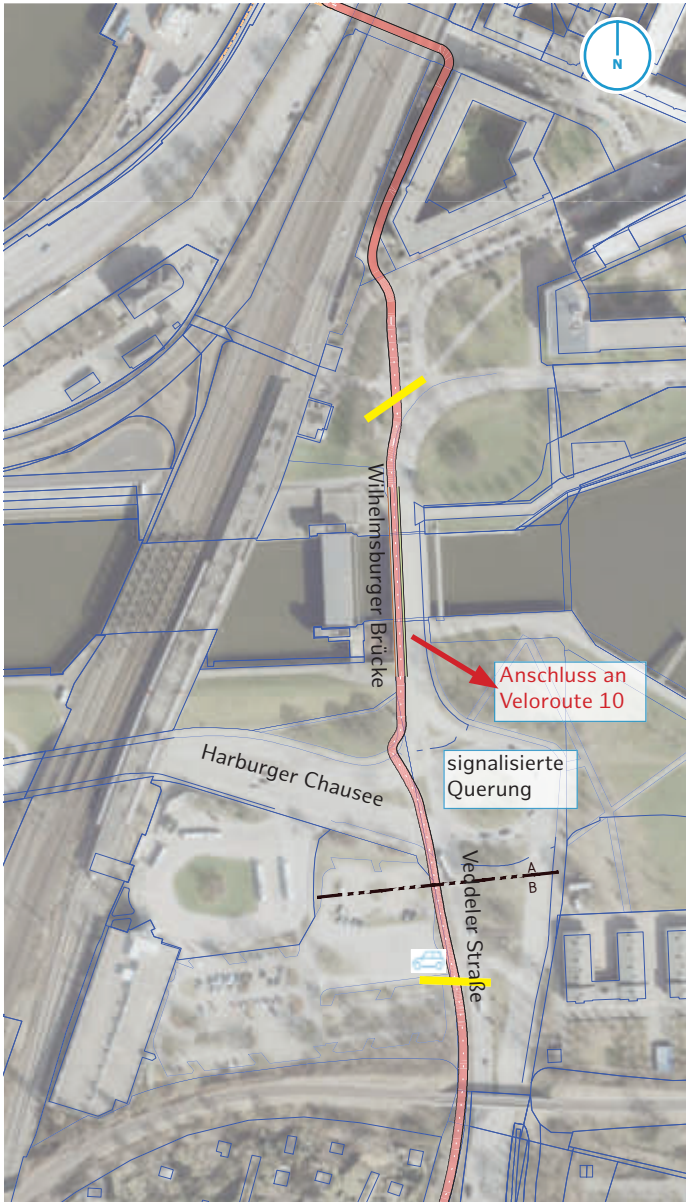 N
Wilhelmsburger Brücke
Anschluss an
Veloroute 10
Harburger Chausee
signalisierte
Querung
A
B
Veddeler Straße